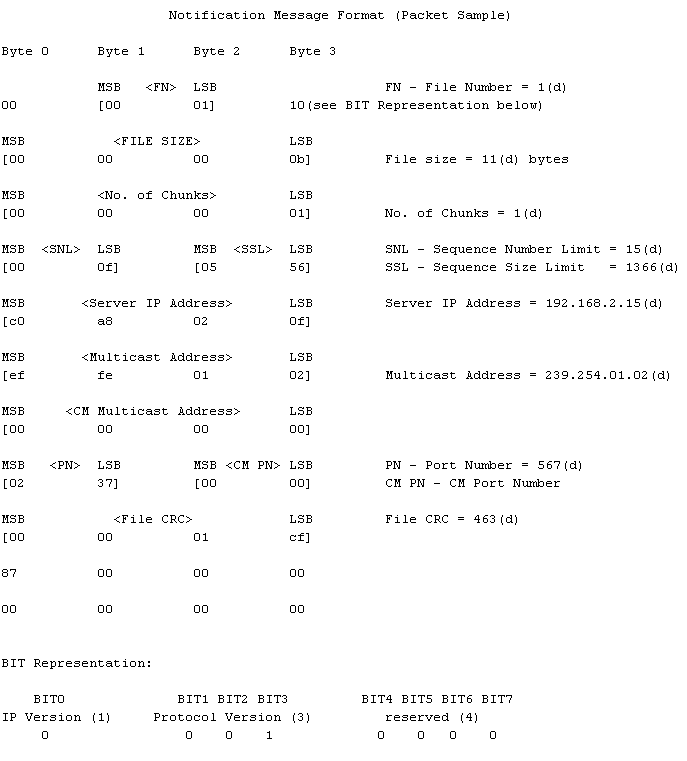 Notification Message Format (Packet Sample)
Byte 0 Byte 1 Byte 2 Byte 3
MSB <FN> LSB FN - File Number = 1(d)
00 [00 01] 10(see BIT Representation below)
MSB <FILE SIZE> LSB
[00 00 00 0b] File size = 11(d) bytes
MSB <No. of Chunks> LSB
[00 00 00 01] No. of Chunks = 1(d)
MSB <SNL> LSB MSB <SSL> LSB SNL - Sequence Number Limit = 15(d)
[00 0f] [05 56] SSL - Sequence Size Limit = 1366(d)
MSB <Server IP Address> LSB Server IP Address = 192.168.2.15(d)
[c0 a8 02 0f]
MSB <Multicast Address> LSB
[ef fe 01 02] Multicast Address = 239.254.01.02(d)
MSB <CM Multicast Address> LSB
[00 00 00 00]
MSB <PN> LSB MSB <CM PN> LSB PN - Port Number = 567(d)
[02 37] [00 00] CM PN - CM Port Number
MSB <File CRC> LSB File CRC = 463(d)
[00 00 01 cf]
87 00 00 00
00 00 00 00
BIT Representation:
BIT0 BIT1 BIT2 BIT3 BIT4 BIT5 BIT6 BIT7
IP Version (1) Protocol Version (3) reserved (4)
0 0 0 1 0 0 0 0